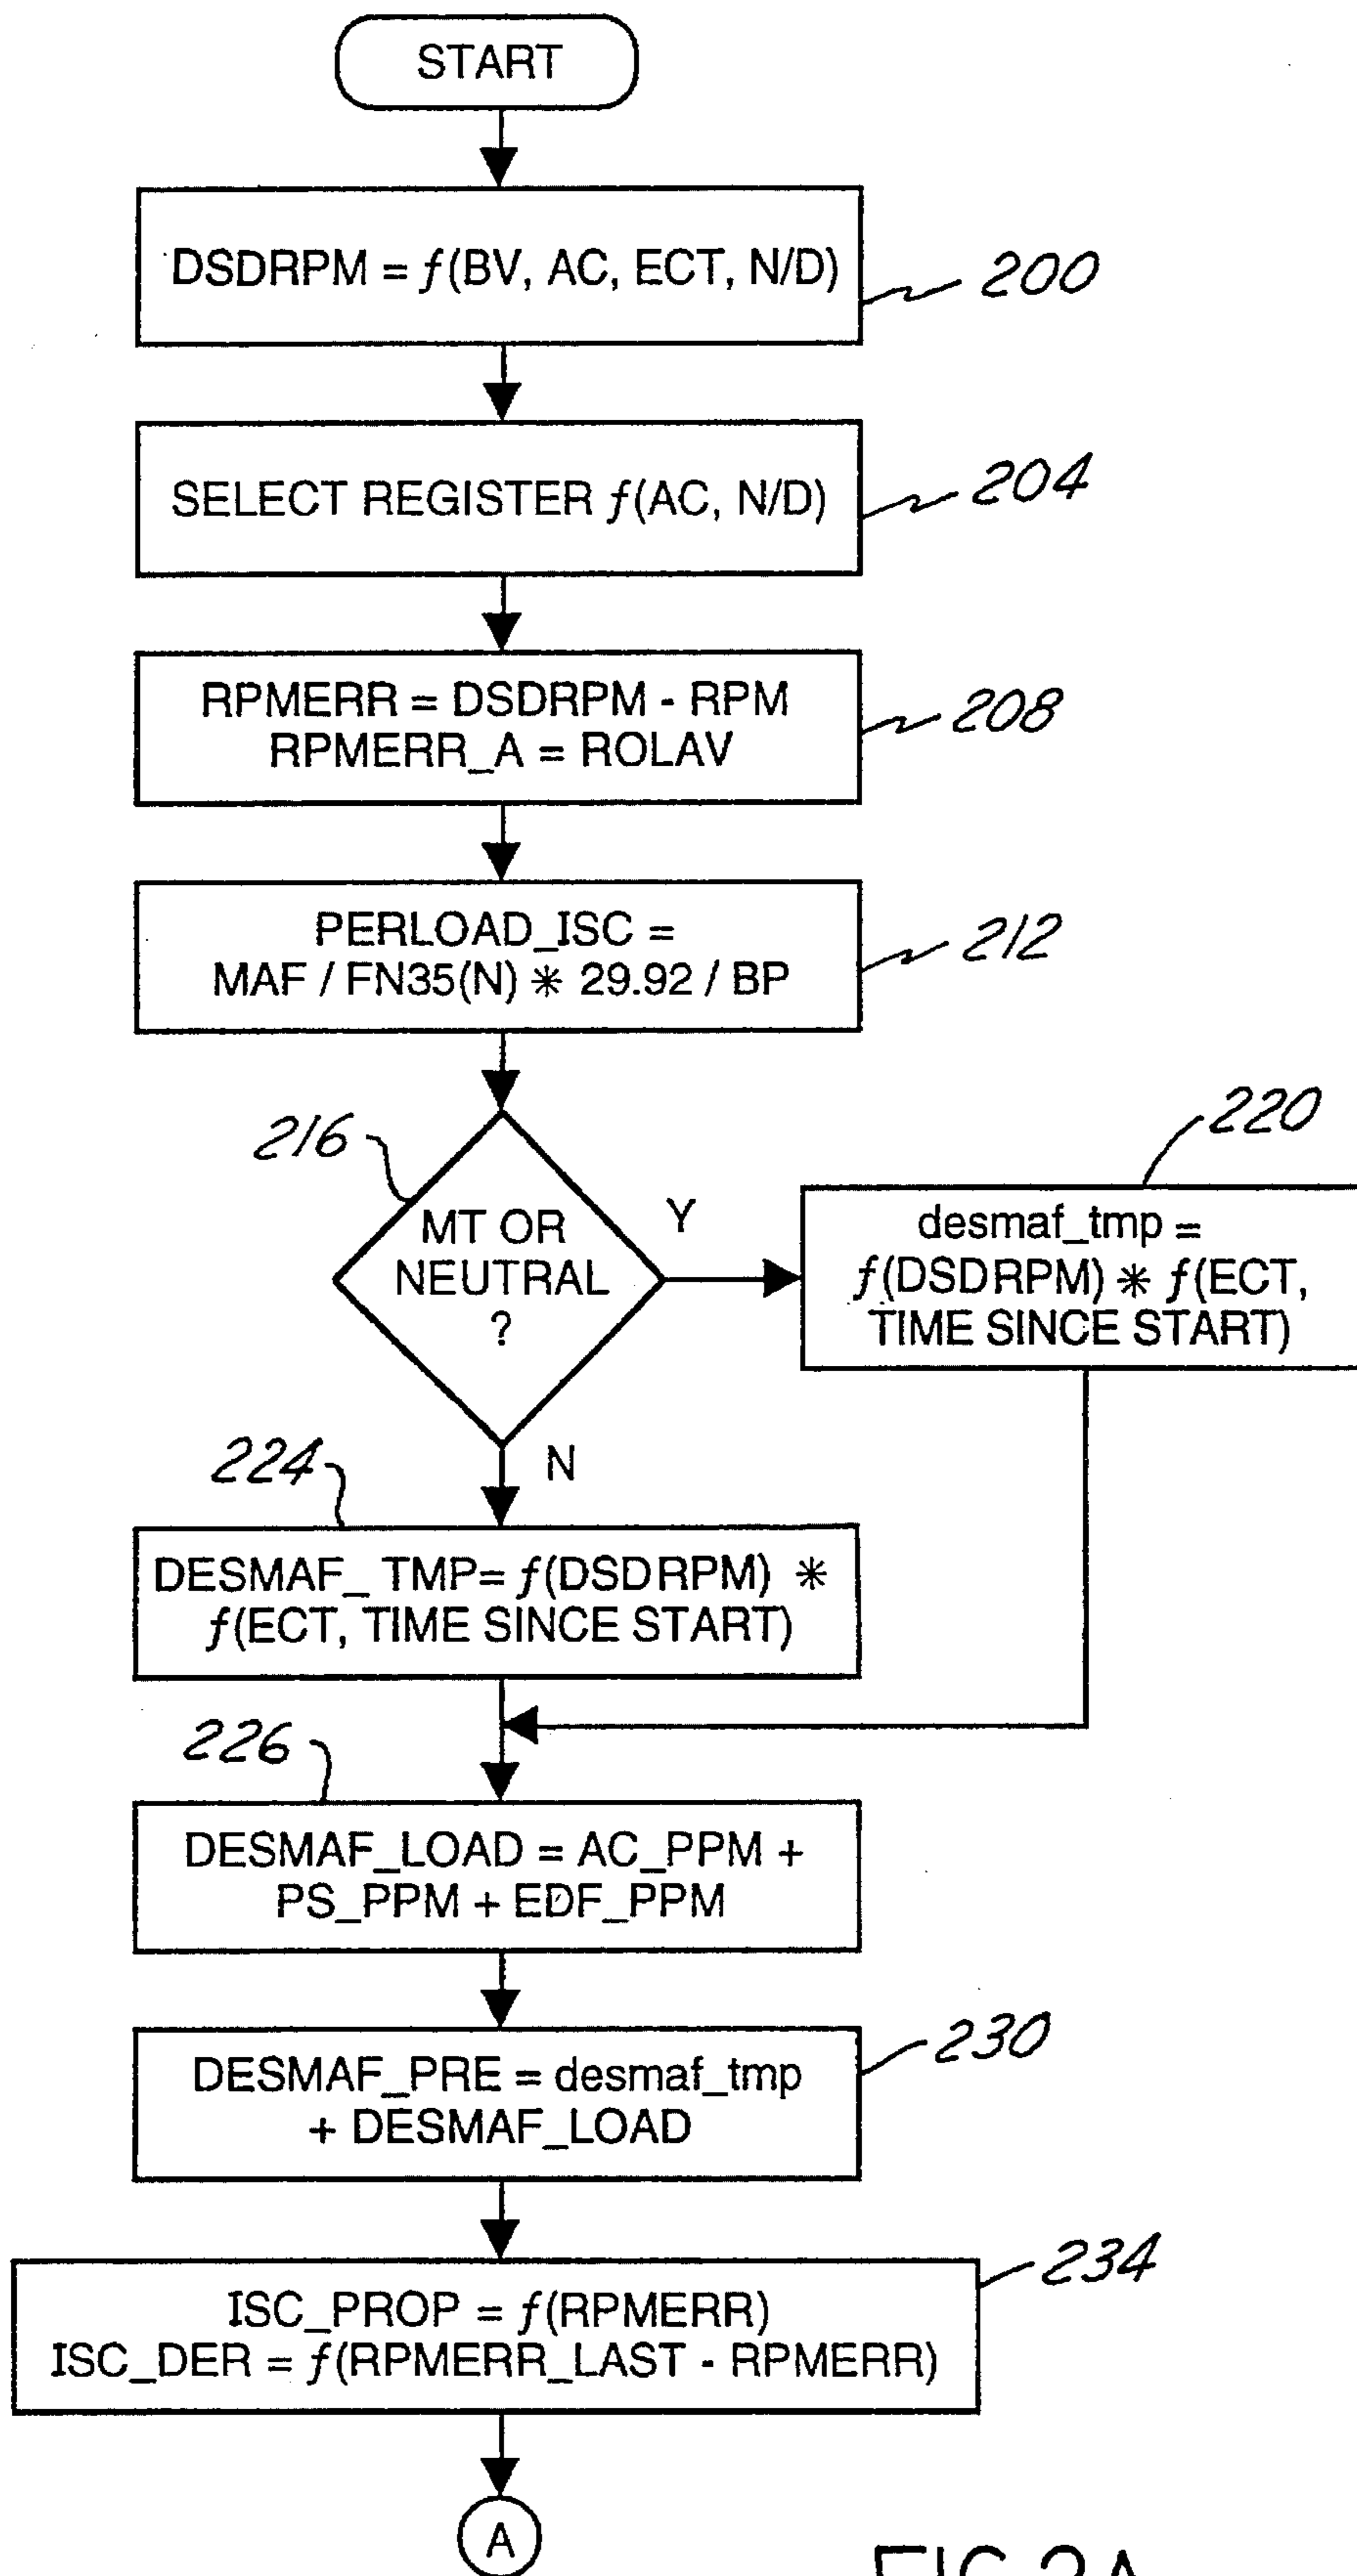 START
DSDRPM = f(BV, AC, ECT, N/D)
200
SELECT REGISTER f(AC, N/D)
204
RPMERR = DSDRPM - RPM
RPMERR_A = ROLAV
208
PERLOAD_ISC =
MAF / FN35(N) * 29.92 / BP
212
216
MT OR
NEUTRAL
?
Y
220
desmaf_tmp =
f(DSDRPM) * f(ECT,
TIME SINCE START)
N
224
DESMAF_ TMP= f(DSDRPM) *
f(ECT, TIME SINCE START)
226
DESMAF_LOAD = AC_PPM +
PS_PPM + EDF_PPM
DESMAF_PRE = desmaf_tmp
+ DESMAF_LOAD
230
ISC_PROP = f(RPMERR)
ISC_DER = f(RPMERR_LAST - RPMERR)
234
A